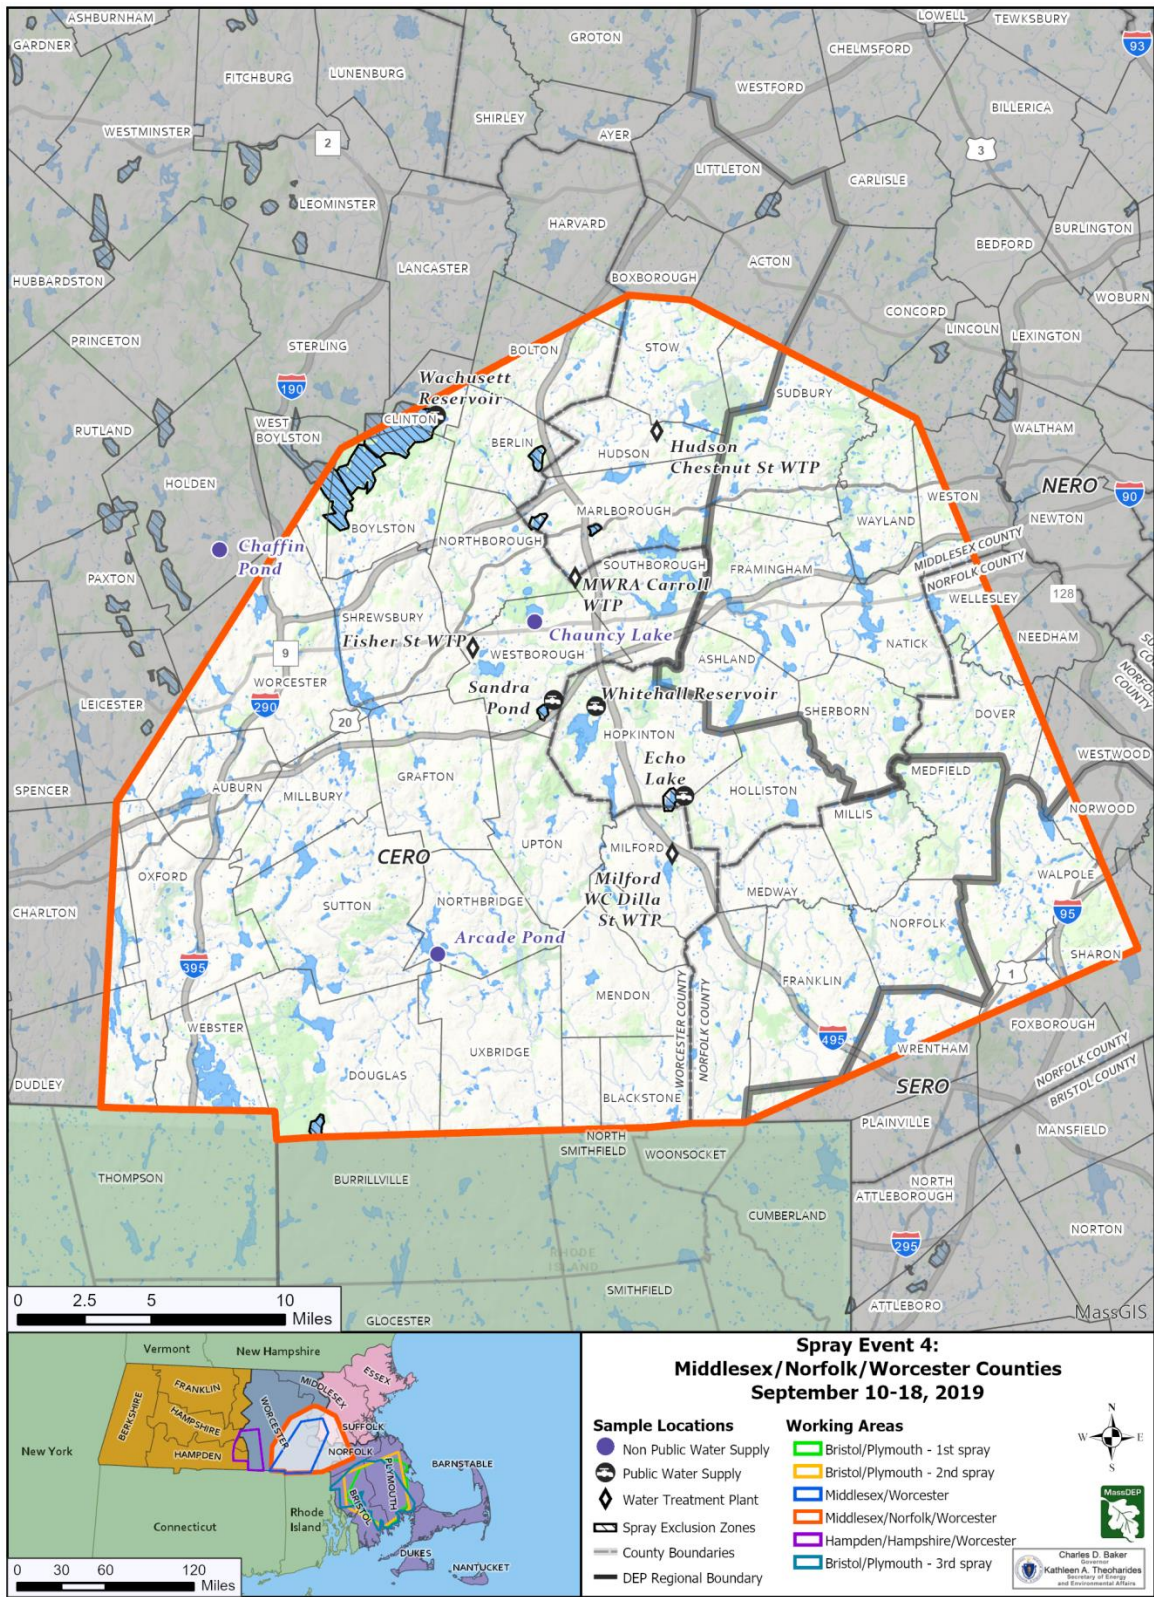 ASHBURNHAM
LOWELL
TEWKSBURY
GARDNER
GROTON
CHELMSFORD
93
FITCHBURG
LUNENBURG
WESTFORD
BILLERICA
SHIRLEY
WESTMINSTER
2
AYER
3
LITTLETON
CARLISLE
LEOMINSTER
HARVARD
BURLINGTON
BEDFORD
HUBBARDSTON
LANCASTER
ACTON
BOXBOROUGH
WOBURN
CONCORD
LINCOLN
LEXINGTON
PRINCETON
STERLING
BOLTON
STOW
190
Wachusett
Reservoir
SUDBURY
CLINTON
WEST
BOYLSTON
RUTLAND
BERLIN
HUDSON
Hudson
Chestnut St WTP
WALTHAM
HOLDEN
NERO
90
WESTON
NEWTON
MARLBOROUGH
WAYLAND
BOYLSTON
NORTHBOROUGH
Chaffin
Pond
SOUTHBOROUGH
FRAMINGHAM
MIDDLESEX COUNTY
NORFOLK COUNTY
PAXTON
MWRA Carroll
WTP
WELLESLEY
128
SHREWSBURY
Chauncy Lake
Fisher St WTP
NEEDHAM
NATICK
WESTBOROUGH
9
ASHLAND
WORCESTER
Sandra
Pond
Whitehall Reservoir
NORFOLK
COUNTY
LEICESTER
290
20
SHERBORN
DOVER
HOPKINTON
WESTWOOD
Echo
Lake
GRAFTON
MEDFIELD
SPENCER
AUBURN
MILLBURY
HOLLISTON
NORWOOD
MILLIS
UPTON
MILFORD
CERO
OXFORD
Milford
WC Dilla
St WTP
WALPOLE
MEDWAY
SUTTON
NORTHBRIDGE
CHARLTON
95
NORFOLK
Arcade Pond
SHARON
395
1
MENDON
FRANKLIN
WEBSTER
FOXBOROUGH
WORCESTER COUNTY
NORFOLK COUNTY
495
UXBRIDGE
WRENTHAM
NORFOLK COUNTY
BRISTOL COUNTY
DOUGLAS
DUDLEY
SERO
BLACKSTONE
PLAINVILLE
MANSFIELD
NORTH
SMITHFIELD
WOONSOCKET
THOMPSON
BURRILLVILLE
NORTH
ATTLEBOROUGH
CUMBERLAND
NORTON
295
RHODE
ISLAND
SMITHFIELD
ATTLEBORO
0 2.5 5 10
Miles
MassGIS
GLOCESTER
Vermont
New Hampshire
ESSEX
FRANKLIN
MIDDLESEX
BERKSHIRE
HAMPSHIRE
WORCESTER
SUFFOLK
New York
HAMPDEN
NORFOLK
PLYMOUTH
BARNSTABLE
BRISTOL
Rhode
Island
Connecticut
DUKES
NANTUCKET
0 30 60 120
Miles
Spray Event 4:
Middlesex/Norfolk/Worcester Counties
September 10-18, 2019
Sample Locations
Non Public Water Supply
Public Water Supply
Water Treatment Plant
Spray Exclusion Zones
County Boundaries
DEP Regional Boundary
Working Areas
Bristol/Plymouth - 1st spray
Bristol/Plymouth - 2nd spray
Middlesex/Worcester
Middlesex/Norfolk/Worcester
Hampden/Hampshire/Worcester
Bristol/Plymouth - 3rd spray
N
W E
S
MassDEP
Charles D. Baker
Governor
Kathleen A. Theoharides
Secretary of Energy
and Environmental Affairs